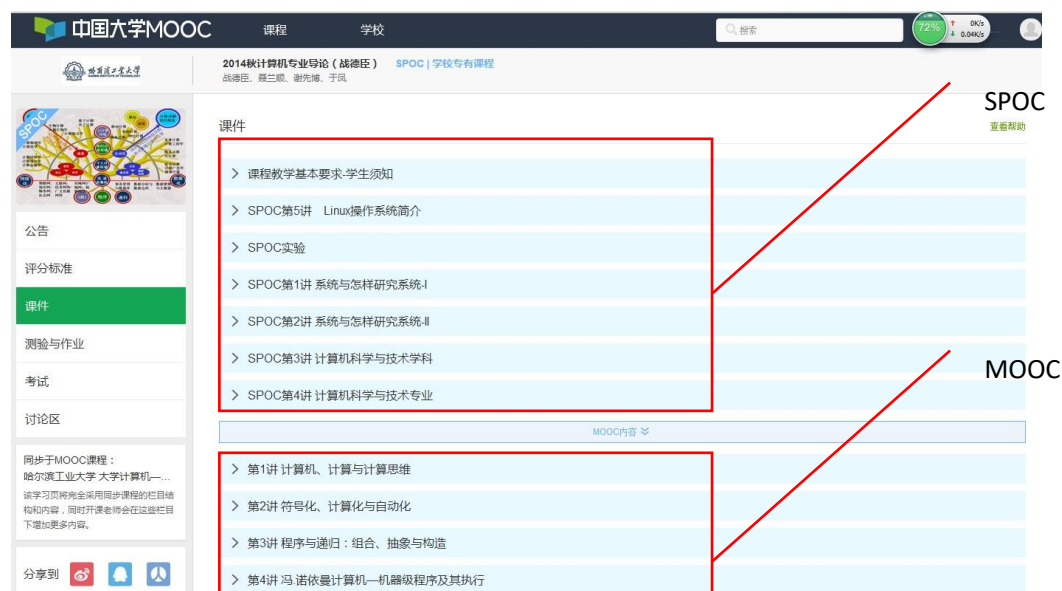 中国大学MOOC 课程 学校 搜索 72% 0K/s
0.04K/s
哈尔滨工业大学 2014秋计算机专业导论（战德臣） SPOC | 学校专有课程
战德臣、聂兰顺、谢先博、于凤
SPOC
SPOC
课件 查看帮助
课程教学基本要求-学生须知
SPOC第5讲 Linux操作系统简介
公告
SPOC实验
评分标准
SPOC第1讲 系统与怎样研究系统-I
课件
SPOC第2讲 系统与怎样研究系统-II
测验与作业
SPOC第3讲 计算机科学与技术学科
MOOC
考试
SPOC第4讲 计算机科学与技术专业
讨论区
MOOC内容
同步于MOOC课程：
哈尔滨工业大学 大学计算机—...
该学习页将完全采用同步课程的栏目结
构和内容，同时开课老师会在这些栏目
下增加更多内容。
第1讲 计算机、计算与计算思维
第2讲 符号化、计算化与自动化
第3讲 程序与递归：组合、抽象与构造
分享到
第4讲 冯.诺依曼计算机—机器级程序及其执行